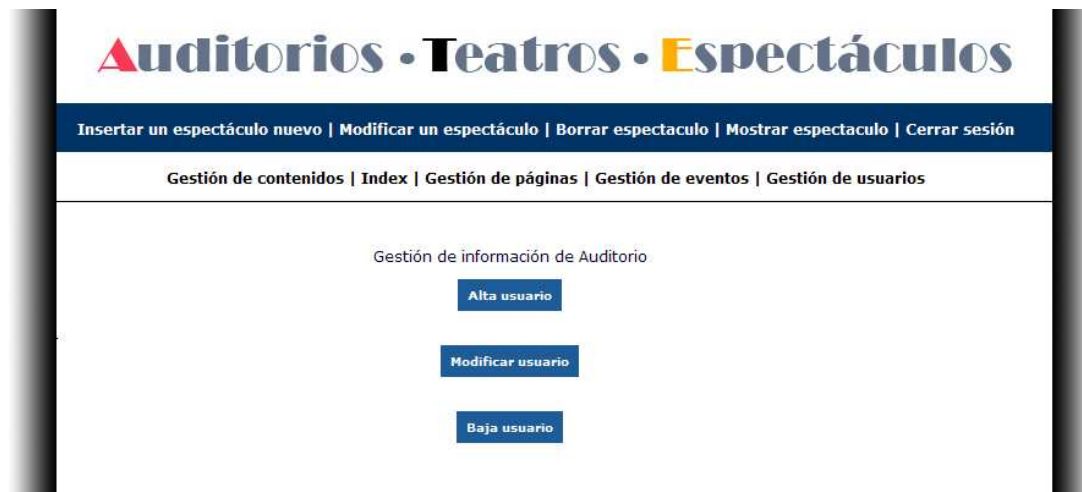 Auditorios • Teatros • Espectáculos
Insertar un espectáculo nuevo | Modificar un espectáculo | Borrar espectaculo | Mostrar espectaculo | Cerrar sesión
Gestión de contenidos | Index | Gestión de páginas | Gestión de eventos | Gestión de usuarios
Gestión de información de Auditorio
Alta usuario
Modificar usuario
Baja usuario